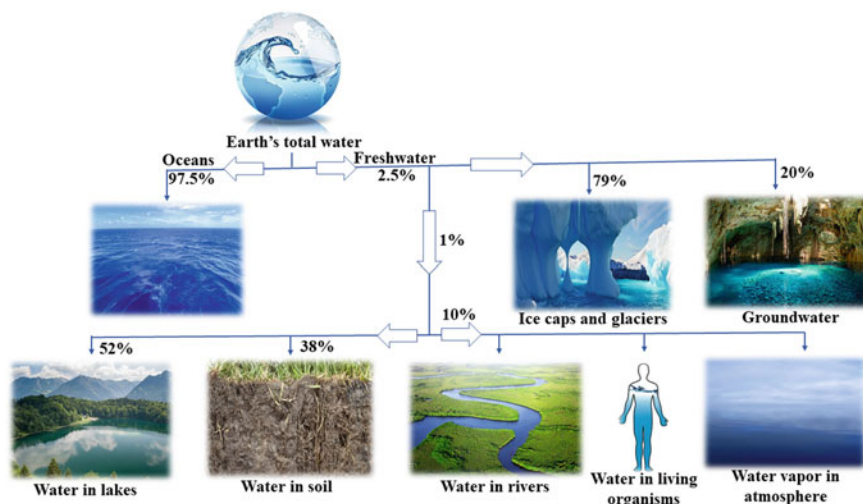 Earth's total water
Oceans
97.5%
Freshwater
2.5%
79%
20%
1%
Ice caps and glaciers
Groundwater
52%
38%
10%
Water in lakes
Water in soil
Water in rivers
Water in living
organisms
Water vapor in
atmosphere